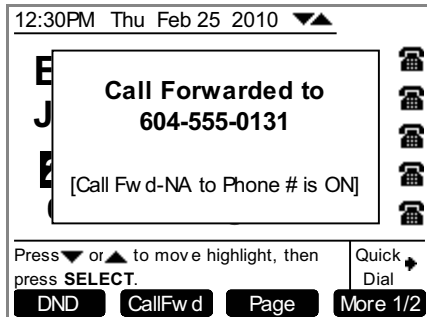 12:30PM Thu Feb 25 2010 ▼▲
Call Forwarded to
604-555-0131
[Call Fwd-NA to Phone # is ON]
Press ▼ or ▲ to move highlight, then
press SELECT.
Quick
Dial
DND CallFwd Page More 1/2